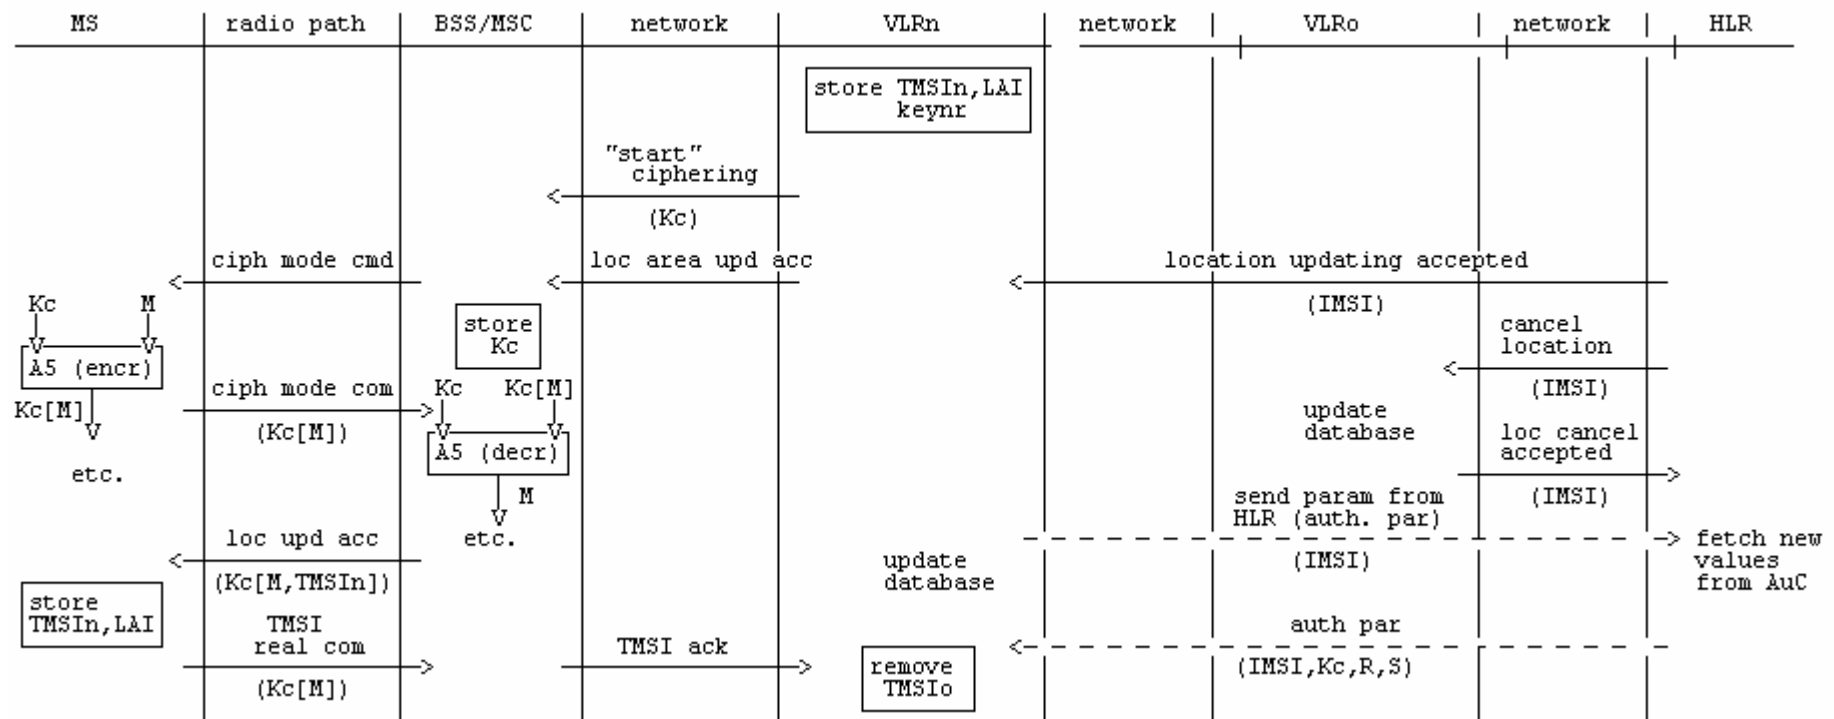 MS radio path BSS/MSC network VLRn network VLRo network HLR
store TMSIn,LAI
keynr
"start"
ciphering
(Kc)
ciph mode cmd loc area upd acc location updating accepted
Kc M (IMSI)
store
Kc
cancel
location
A5 (encr)
ciph mode com Kc Kc[M] (IMSI)
Kc[M]
(Kc[M])
update
database
loc cancel
accepted
A5 (decr)
etc.
M
send param from
HLR (auth. par)
(IMSI)
loc upd acc etc. fetch new
values
from AuC
(IMSI)
update
database
(Kc[M,TMSIn])
store
TMSIn,LAI
TMSI
real com
TMSI ack
auth par
(Kc[M])
remove
TMSIo
(IMSI,Kc,R,S)